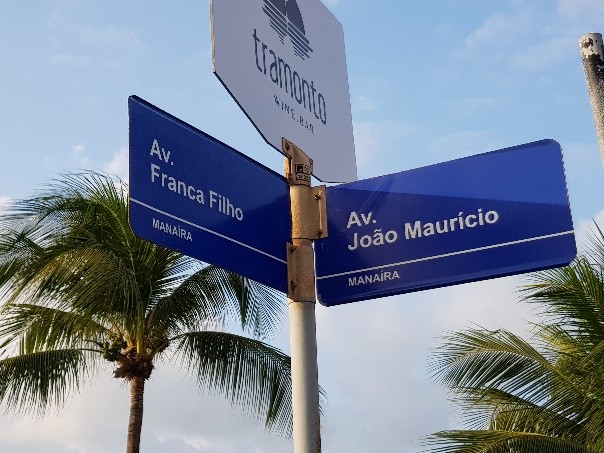 tramonto
WINE.BAR
Av.
Franca Filho
MANAÍRA
Av.
João Maurício
MANAÍRA